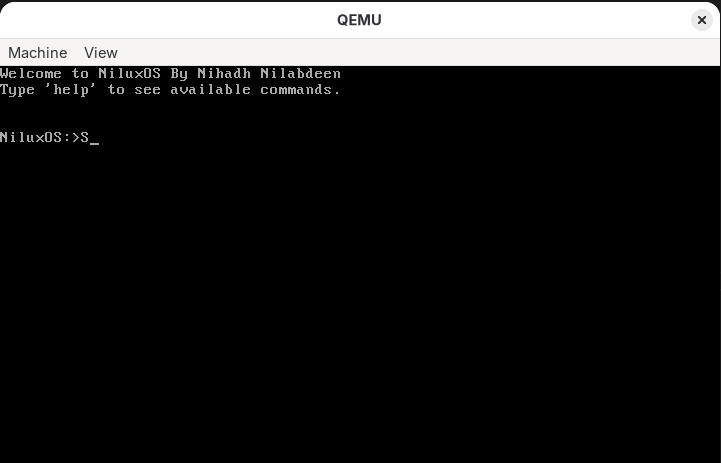 QEMU
Machine View
Welcome to NiluxOS By Nihadh Nilabdeen
Type 'help' to see available commands.
NiluxOS:>S_